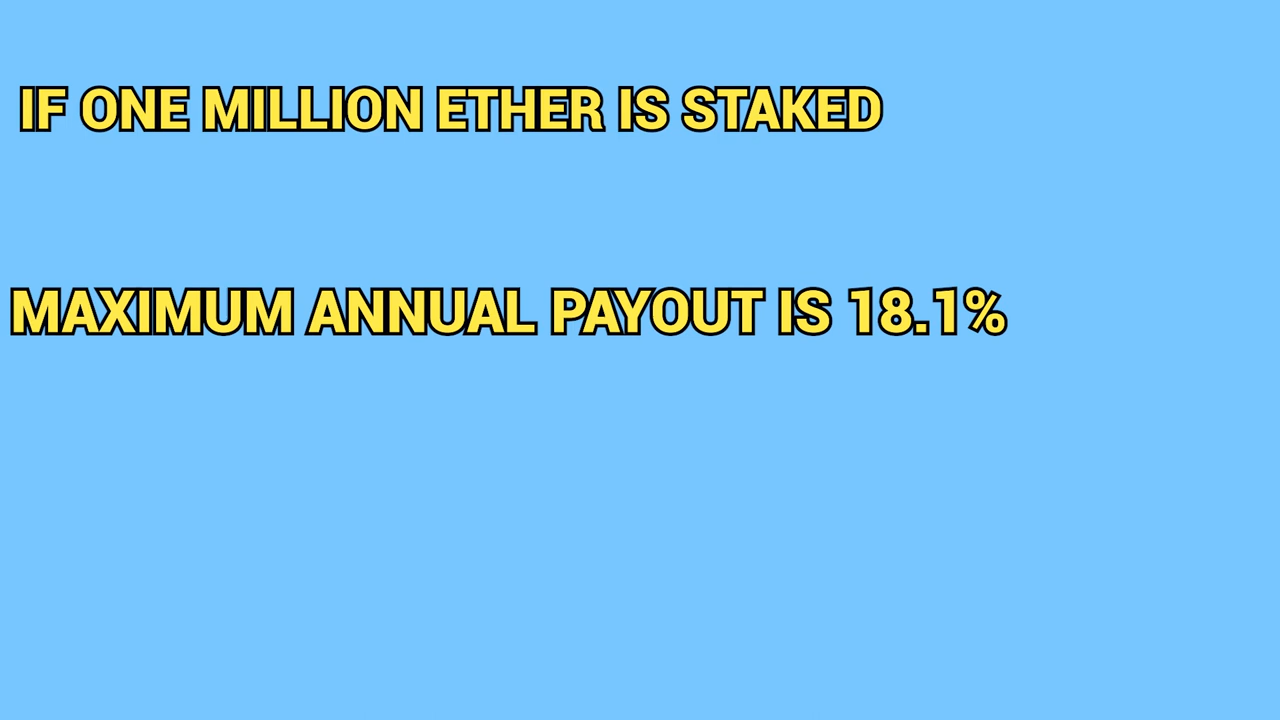 IF ONE MILLION ETHER IS STAKED
MAXIMUM ANNUAL PAYOUT IS 18.1%